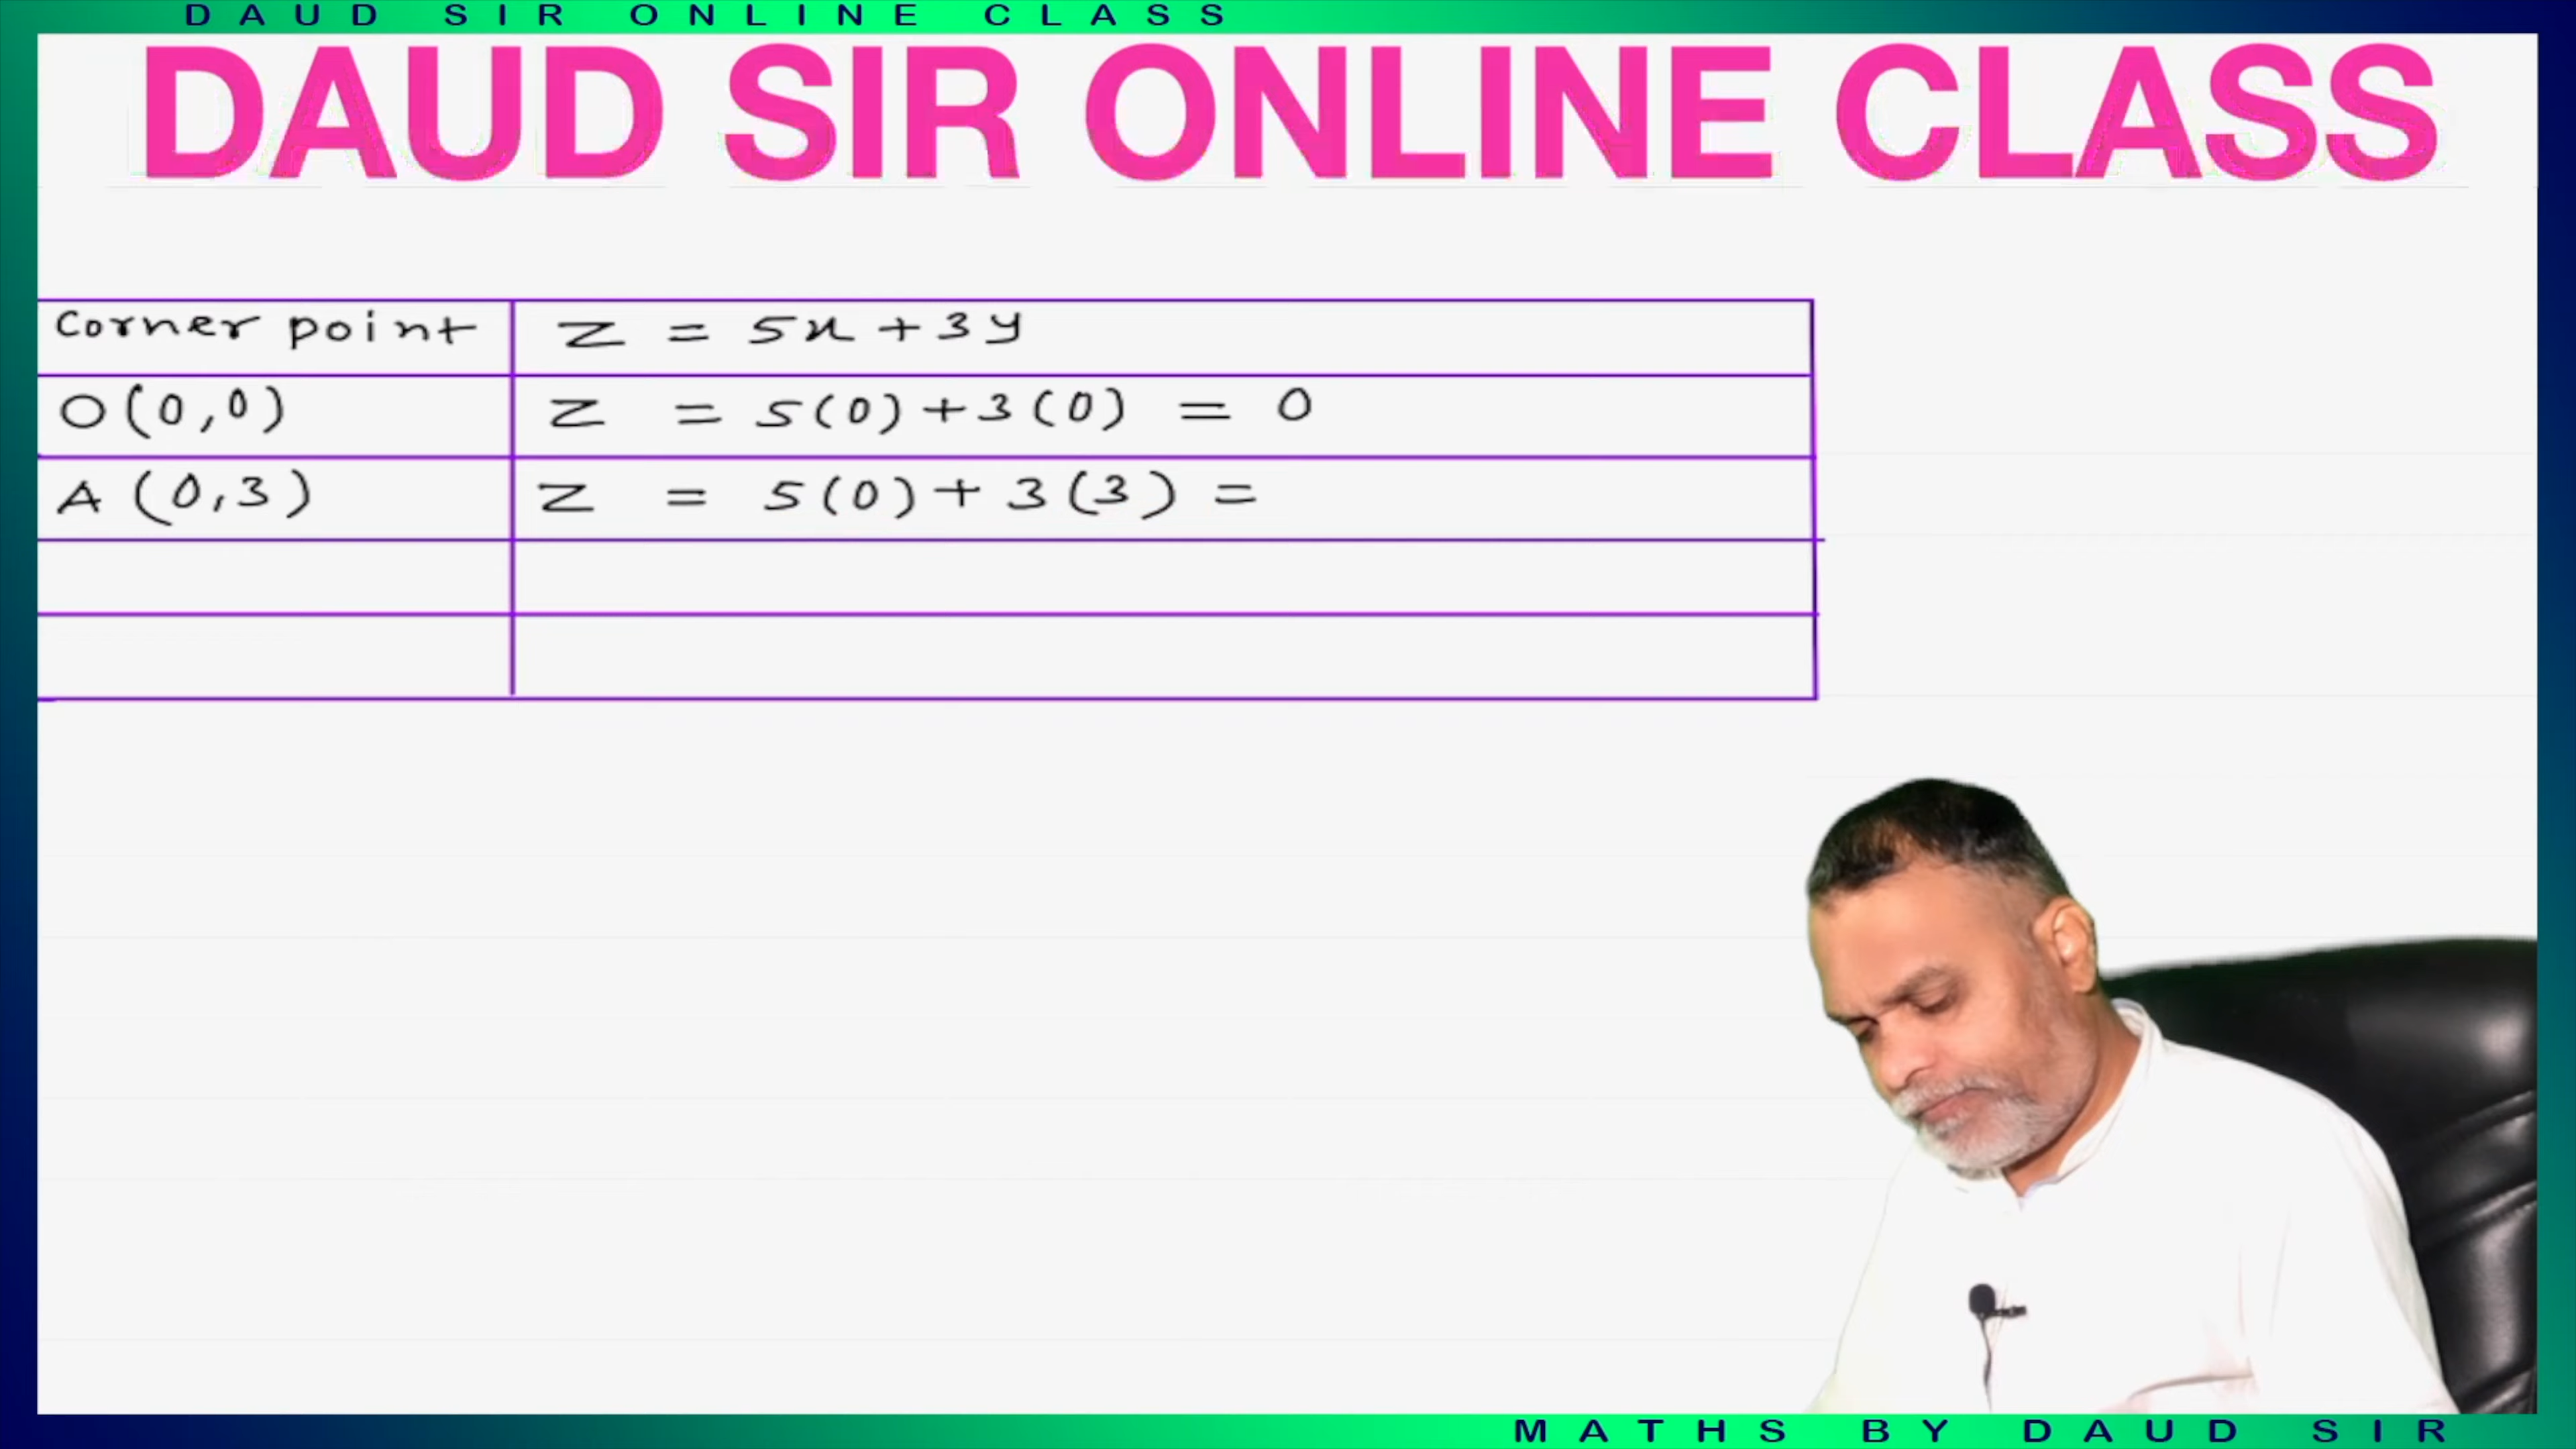 DAUD SIR ONLINE CLASS
DAUD SIR ONLINE CLASS
Corner point Z = 5x + 3y
O(0,0) Z = 5(0)+3(0) = 0
A(0,3) Z = 5(0)+3(3) =
MATHS BY DAUD SIR